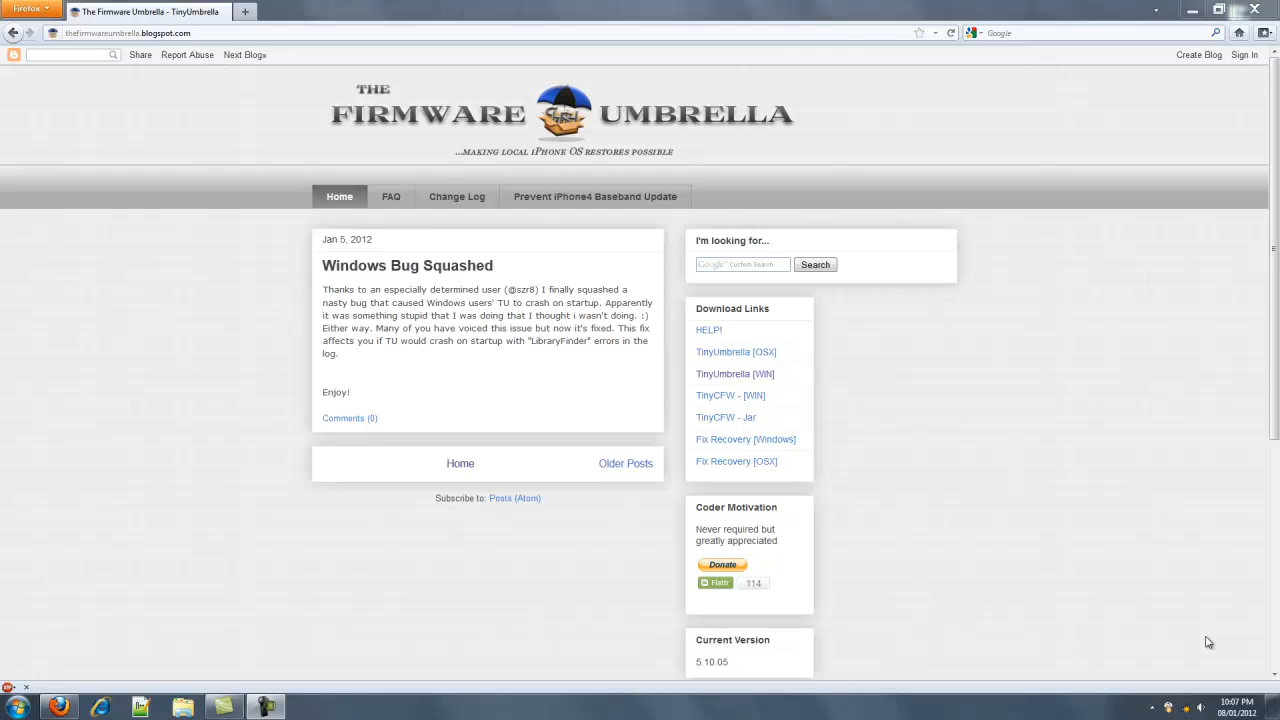 Firefox
The Firmware Umbrella - TinyUmbrella
thefirmwareumbrella.blogspot.com
Google
Share Report Abuse Next Blog»
Create Blog Sign In
THE
FIRMWARE UMBRELLA
...MAKING LOCAL IPHONE OS RESTORES POSSIBLE
Home FAQ Change Log Prevent iPhone4 Baseband Update
Jan 5, 2012
Windows Bug Squashed
Thanks to an especially determined user (@szr8) I finally squashed a
nasty bug that caused Windows users' TU to crash on startup. Apparently
it was something stupid that I was doing that I thought i wasn't doing. :)
Either way. Many of you have voiced this issue but now it's fixed. This fix
affects you if TU would crash on startup with "LibraryFinder" errors in the
log.
Enjoy!
Comments (0)
Home Older Posts
Subscribe to: Posts (Atom)
I'm looking for...
Google™ Custom Search Search
Download Links
HELP!
TinyUmbrella [OSX]
TinyUmbrella [WIN]
TinyCFW - [WIN]
TinyCFW - Jar
Fix Recovery [Windows]
Fix Recovery [OSX]
Coder Motivation
Never required but
greatly appreciated
Donate
Flattr 114
Current Version
5.10.05
10:07 PM
08/01/2012